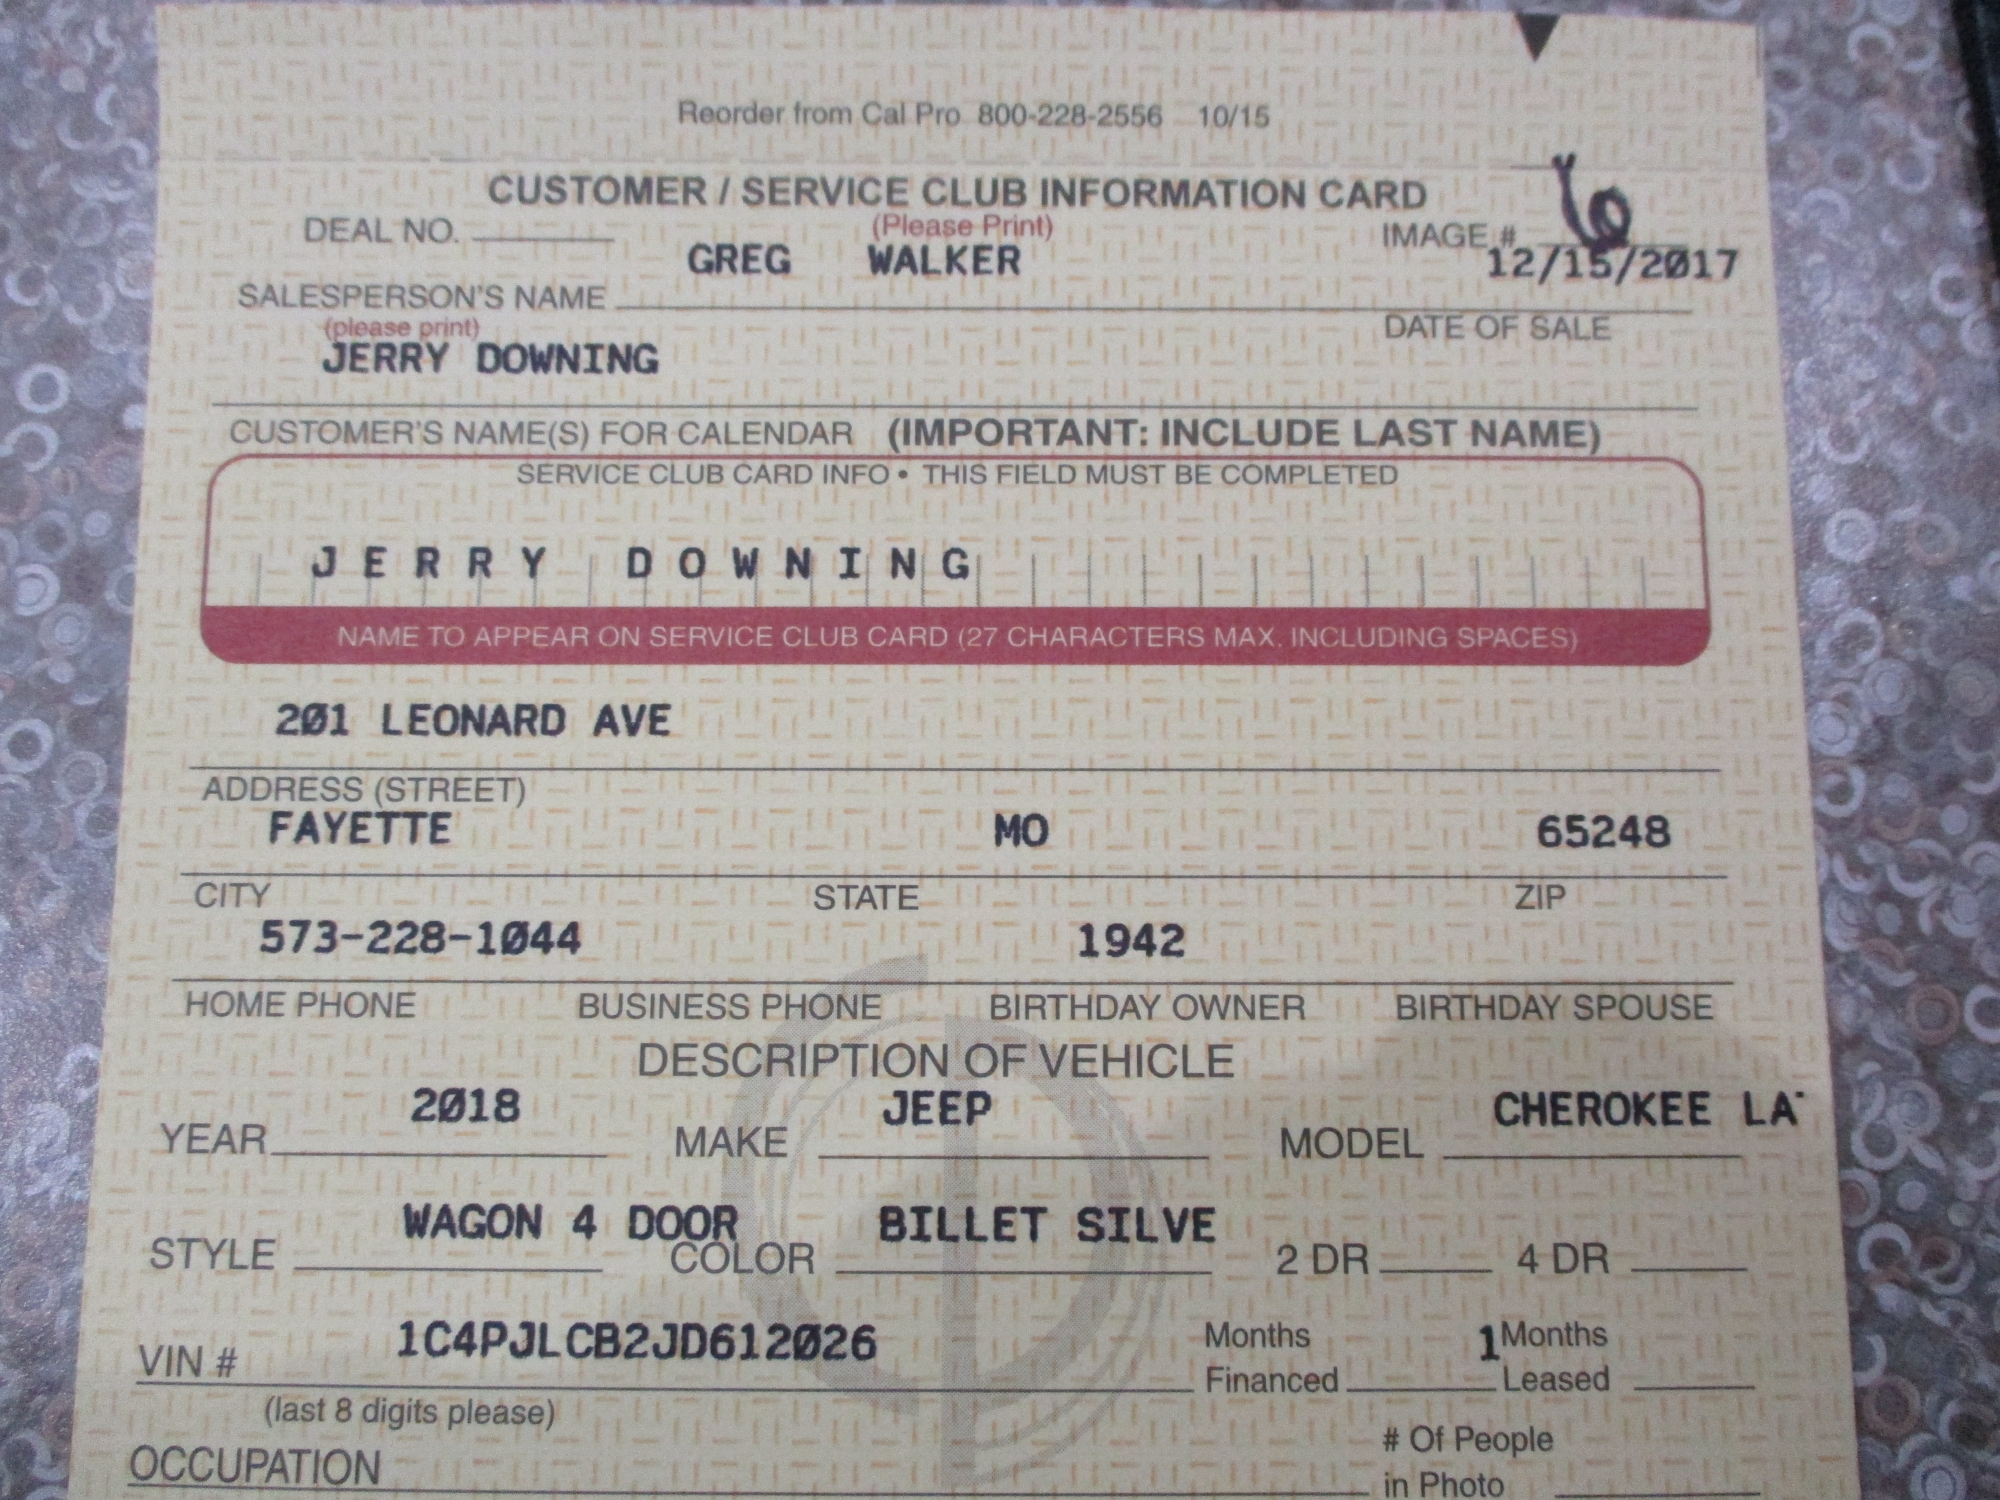 Reorder from Cal Pro 800-228-2556 10/15
CUSTOMER / SERVICE CLUB INFORMATION CARD
(Please Print)
DEAL NO. IMAGE # 6
GREG WALKER 12/15/2017
SALESPERSON'S NAME
(please print) DATE OF SALE
JERRY DOWNING
CUSTOMER'S NAME(S) FOR CALENDAR (IMPORTANT: INCLUDE LAST NAME)
SERVICE CLUB CARD INFO • THIS FIELD MUST BE COMPLETED
JERRY DOWNING
NAME TO APPEAR ON SERVICE CLUB CARD (27 CHARACTERS MAX. INCLUDING SPACES)
201 LEONARD AVE
ADDRESS (STREET)
FAYETTE MO 65248
CITY STATE ZIP
573-228-1044 1942
HOME PHONE BUSINESS PHONE BIRTHDAY OWNER BIRTHDAY SPOUSE
DESCRIPTION OF VEHICLE
2018 JEEP CHEROKEE LA
YEAR MAKE MODEL
WAGON 4 DOOR BILLET SILVE
STYLE COLOR 2 DR 4 DR
1C4PJLCB2JD612026 Months 1 Months
VIN # Financed Leased
(last 8 digits please)
# Of People
OCCUPATION in Photo